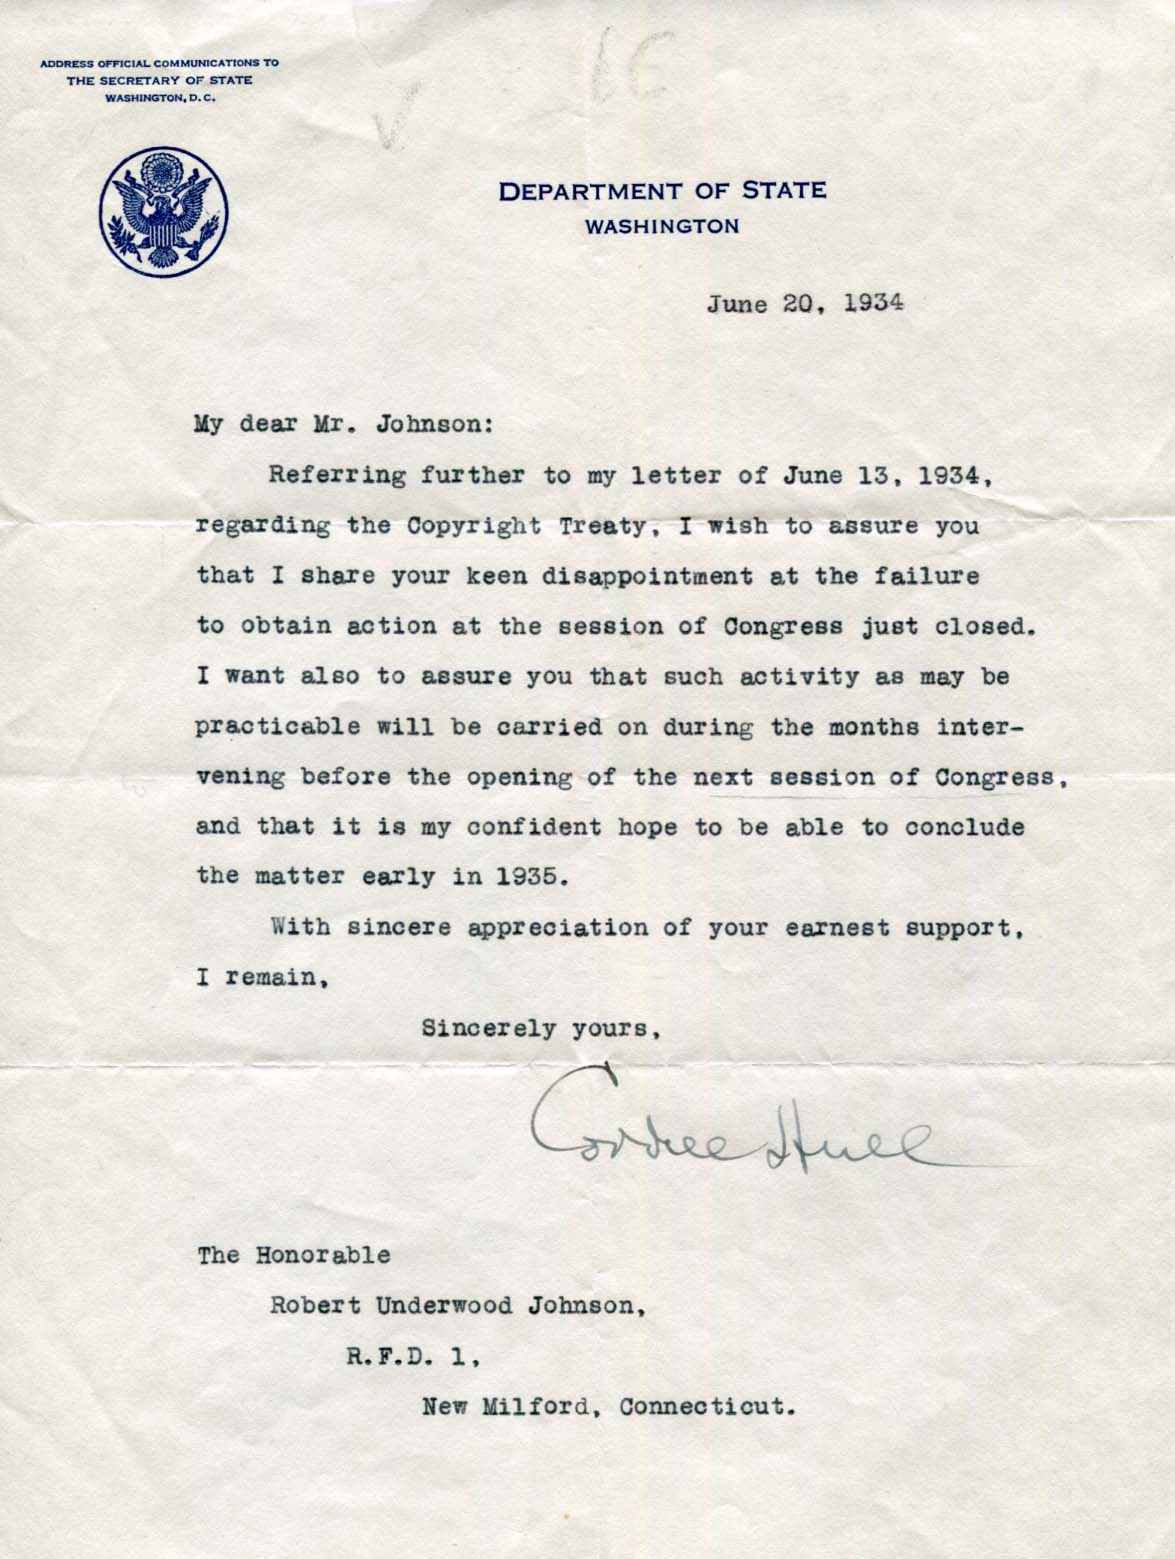 ADDRESS OFFICIAL COMMUNICATIONS TO
THE SECRETARY OF STATE
WASHINGTON, D. C.
DEPARTMENT OF STATE
WASHINGTON
June 20, 1934
My dear Mr. Johnson:
Referring further to my letter of June 13, 1934,
regarding the Copyright Treaty, I wish to assure you
that I share your keen disappointment at the failure
to obtain action at the session of Congress just closed.
I want also to assure you that such activity as may be
practicable will be carried on during the months inter-
vening before the opening of the next session of Congress,
and that it is my confident hope to be able to conclude
the matter early in 1935.
With sincere appreciation of your earnest support,
I remain,
Sincerely yours,
Cordell Hull
The Honorable
Robert Underwood Johnson,
R.F.D. 1,
New Milford, Connecticut.